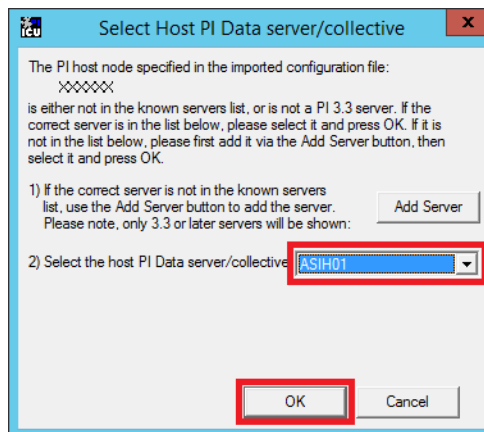 ICU
Select Host PI Data server/collective
x
The PI host node specified in the imported configuration file:
XXXXXX
is either not in the known servers list, or is not a PI 3.3 server. If the
correct server is in the list below, please select it and press OK. If it is
not in the list below, please first add it via the Add Server button, then
select it and press OK.
1) If the correct server is not in the known servers
list, use the Add Server button to add the server.
Please note, only 3.3 or later servers will be shown:
Add Server
2) Select the host PI Data server/collective
ASIH01
OK
Cancel